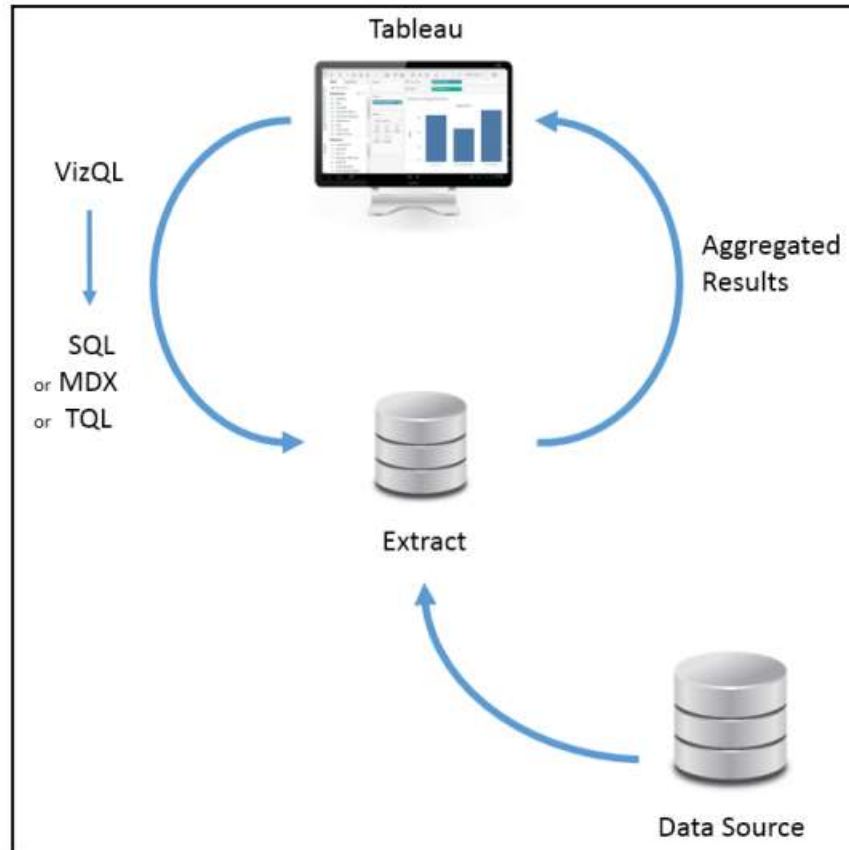 Tableau
VizQL
SQL
or MDX
or TQL
Aggregated
Results
Extract
Data Source